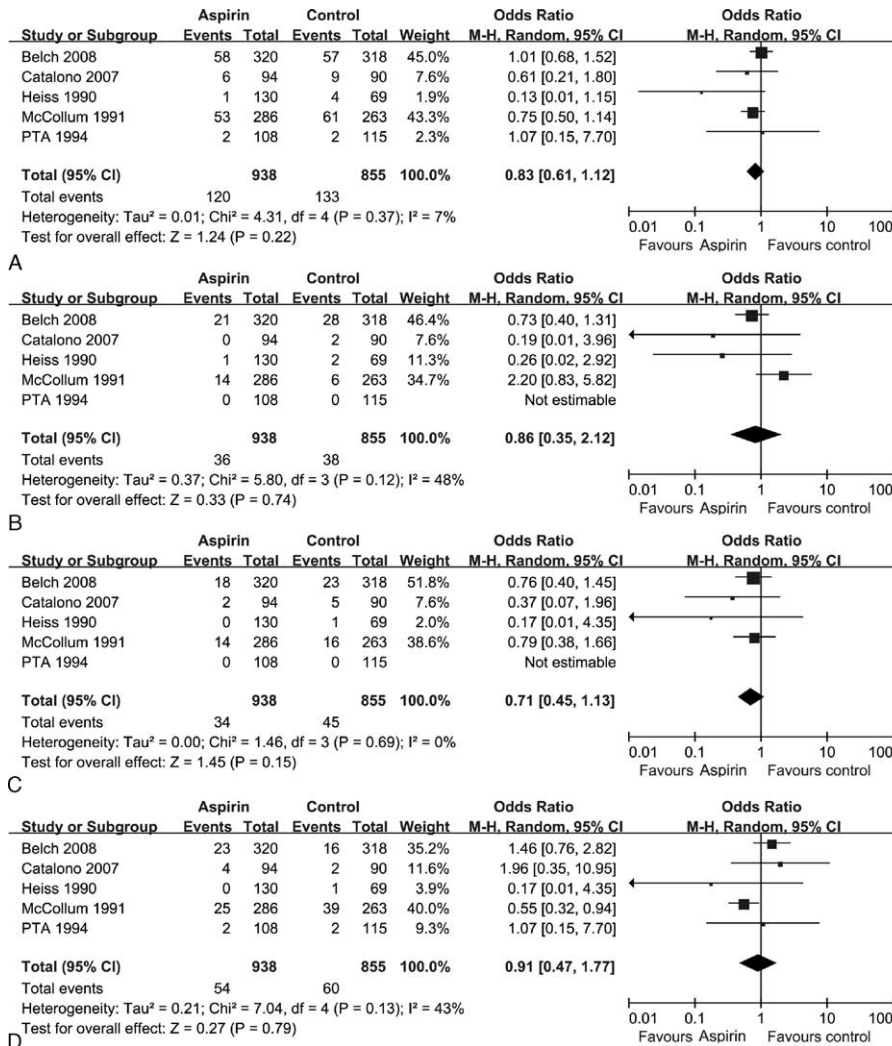 Aspirin Control Odds Ratio Odds Ratio
Study or Subgroup Events Total Events Total Weight M-H, Random, 95% CI M-H, Random, 95% CI
Belch 2008 58 320 57 318 45.0% 1.01 [0.68, 1.52]
Catalono 2007 6 94 9 90 7.6% 0.61 [0.21, 1.80]
Heiss 1990 1 130 4 69 1.9% 0.13 [0.01, 1.15]
McCollum 1991 53 286 61 263 43.3% 0.75 [0.50, 1.14]
PTA 1994 2 108 2 115 2.3% 1.07 [0.15, 7.70]
Total (95% CI) 938 855 100.0% 0.83 [0.61, 1.12]
Total events 120 133
Heterogeneity: Tau² = 0.01; Chi² = 4.31, df = 4 (P = 0.37); I² = 7%
Test for overall effect: Z = 1.24 (P = 0.22)
0.01 0.1 1 10 100
Favours Aspirin Favours control
A
Aspirin Control Odds Ratio Odds Ratio
Study or Subgroup Events Total Events Total Weight M-H, Random, 95% CI M-H, Random, 95% CI
Belch 2008 21 320 28 318 46.4% 0.73 [0.40, 1.31]
Catalono 2007 0 94 2 90 7.6% 0.19 [0.01, 3.96]
Heiss 1990 1 130 2 69 11.3% 0.26 [0.02, 2.92]
McCollum 1991 14 286 6 263 34.7% 2.20 [0.83, 5.82]
PTA 1994 0 108 0 115 Not estimable
Total (95% CI) 938 855 100.0% 0.86 [0.35, 2.12]
Total events 36 38
Heterogeneity: Tau² = 0.37; Chi² = 5.80, df = 3 (P = 0.12); I² = 48%
Test for overall effect: Z = 0.33 (P = 0.74)
0.01 0.1 1 10 100
Favours Aspirin Favours control
B
Aspirin Control Odds Ratio Odds Ratio
Study or Subgroup Events Total Events Total Weight M-H, Random, 95% CI M-H, Random, 95% CI
Belch 2008 18 320 23 318 51.8% 0.76 [0.40, 1.45]
Catalono 2007 2 94 5 90 7.6% 0.37 [0.07, 1.96]
Heiss 1990 0 130 1 69 2.0% 0.17 [0.01, 4.35]
McCollum 1991 14 286 16 263 38.6% 0.79 [0.38, 1.66]
PTA 1994 0 108 0 115 Not estimable
Total (95% CI) 938 855 100.0% 0.71 [0.45, 1.13]
Total events 34 45
Heterogeneity: Tau² = 0.00; Chi² = 1.46, df = 3 (P = 0.69); I² = 0%
Test for overall effect: Z = 1.45 (P = 0.15)
0.01 0.1 1 10 100
Favours Aspirin Favours control
C
Aspirin Control Odds Ratio Odds Ratio
Study or Subgroup Events Total Events Total Weight M-H, Random, 95% CI M-H, Random, 95% CI
Belch 2008 23 320 16 318 35.2% 1.46 [0.76, 2.82]
Catalono 2007 4 94 2 90 11.6% 1.96 [0.35, 10.95]
Heiss 1990 0 130 1 69 3.9% 0.17 [0.01, 4.35]
McCollum 1991 25 286 39 263 40.0% 0.55 [0.32, 0.94]
PTA 1994 2 108 2 115 9.3% 1.07 [0.15, 7.70]
Total (95% CI) 938 855 100.0% 0.91 [0.47, 1.77]
Total events 54 60
Heterogeneity: Tau² = 0.21; Chi² = 7.04, df = 4 (P = 0.13); I² = 43%
Test for overall effect: Z = 0.27 (P = 0.79)
0.01 0.1 1 10 100
Favours Aspirin Favours control
D